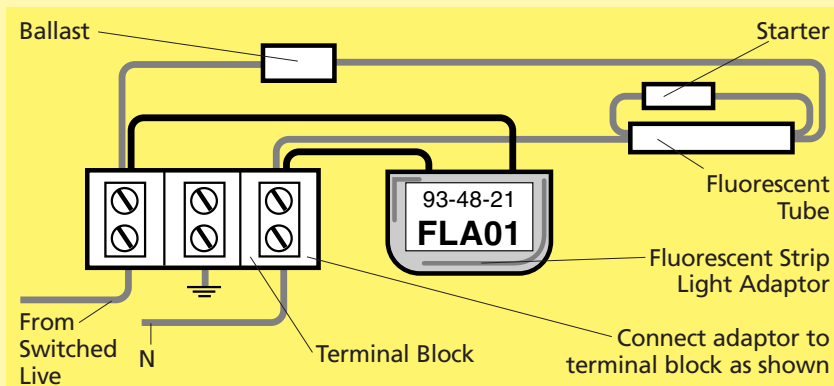 Ballast
Starter
93-48-21
FLA01
Fluorescent
Tube
Fluorescent Strip
Light Adaptor
From
Switched
Live
N
Terminal Block
Connect adaptor to
terminal block as shown